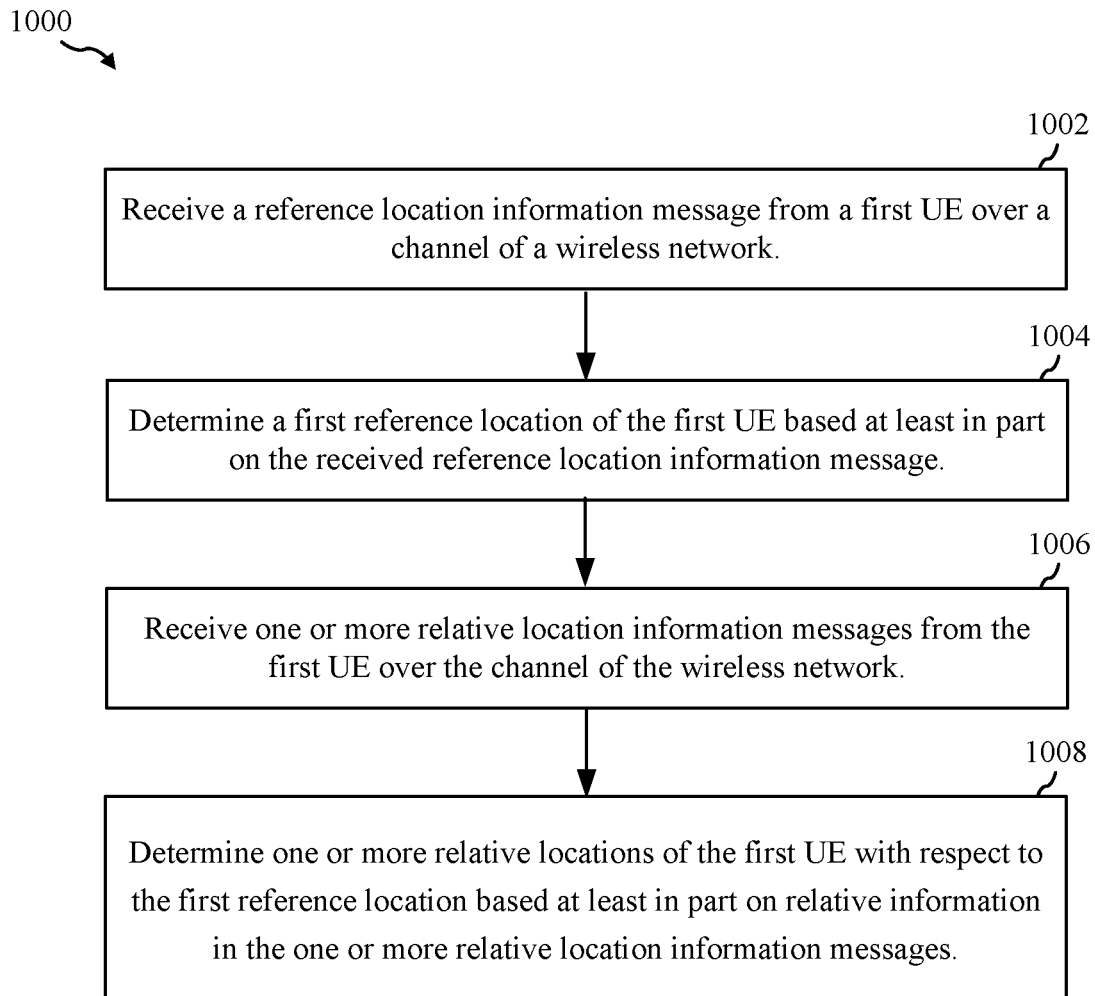 1000
1002
Receive a reference location information message from a first UE over a
channel of a wireless network.
1004
Determine a first reference location of the first UE based at least in part
on the received reference location information message.
1006
Receive one or more relative location information messages from the
first UE over the channel of the wireless network.
1008
Determine one or more relative locations of the first UE with respect to
the first reference location based at least in part on relative information
in the one or more relative location information messages.